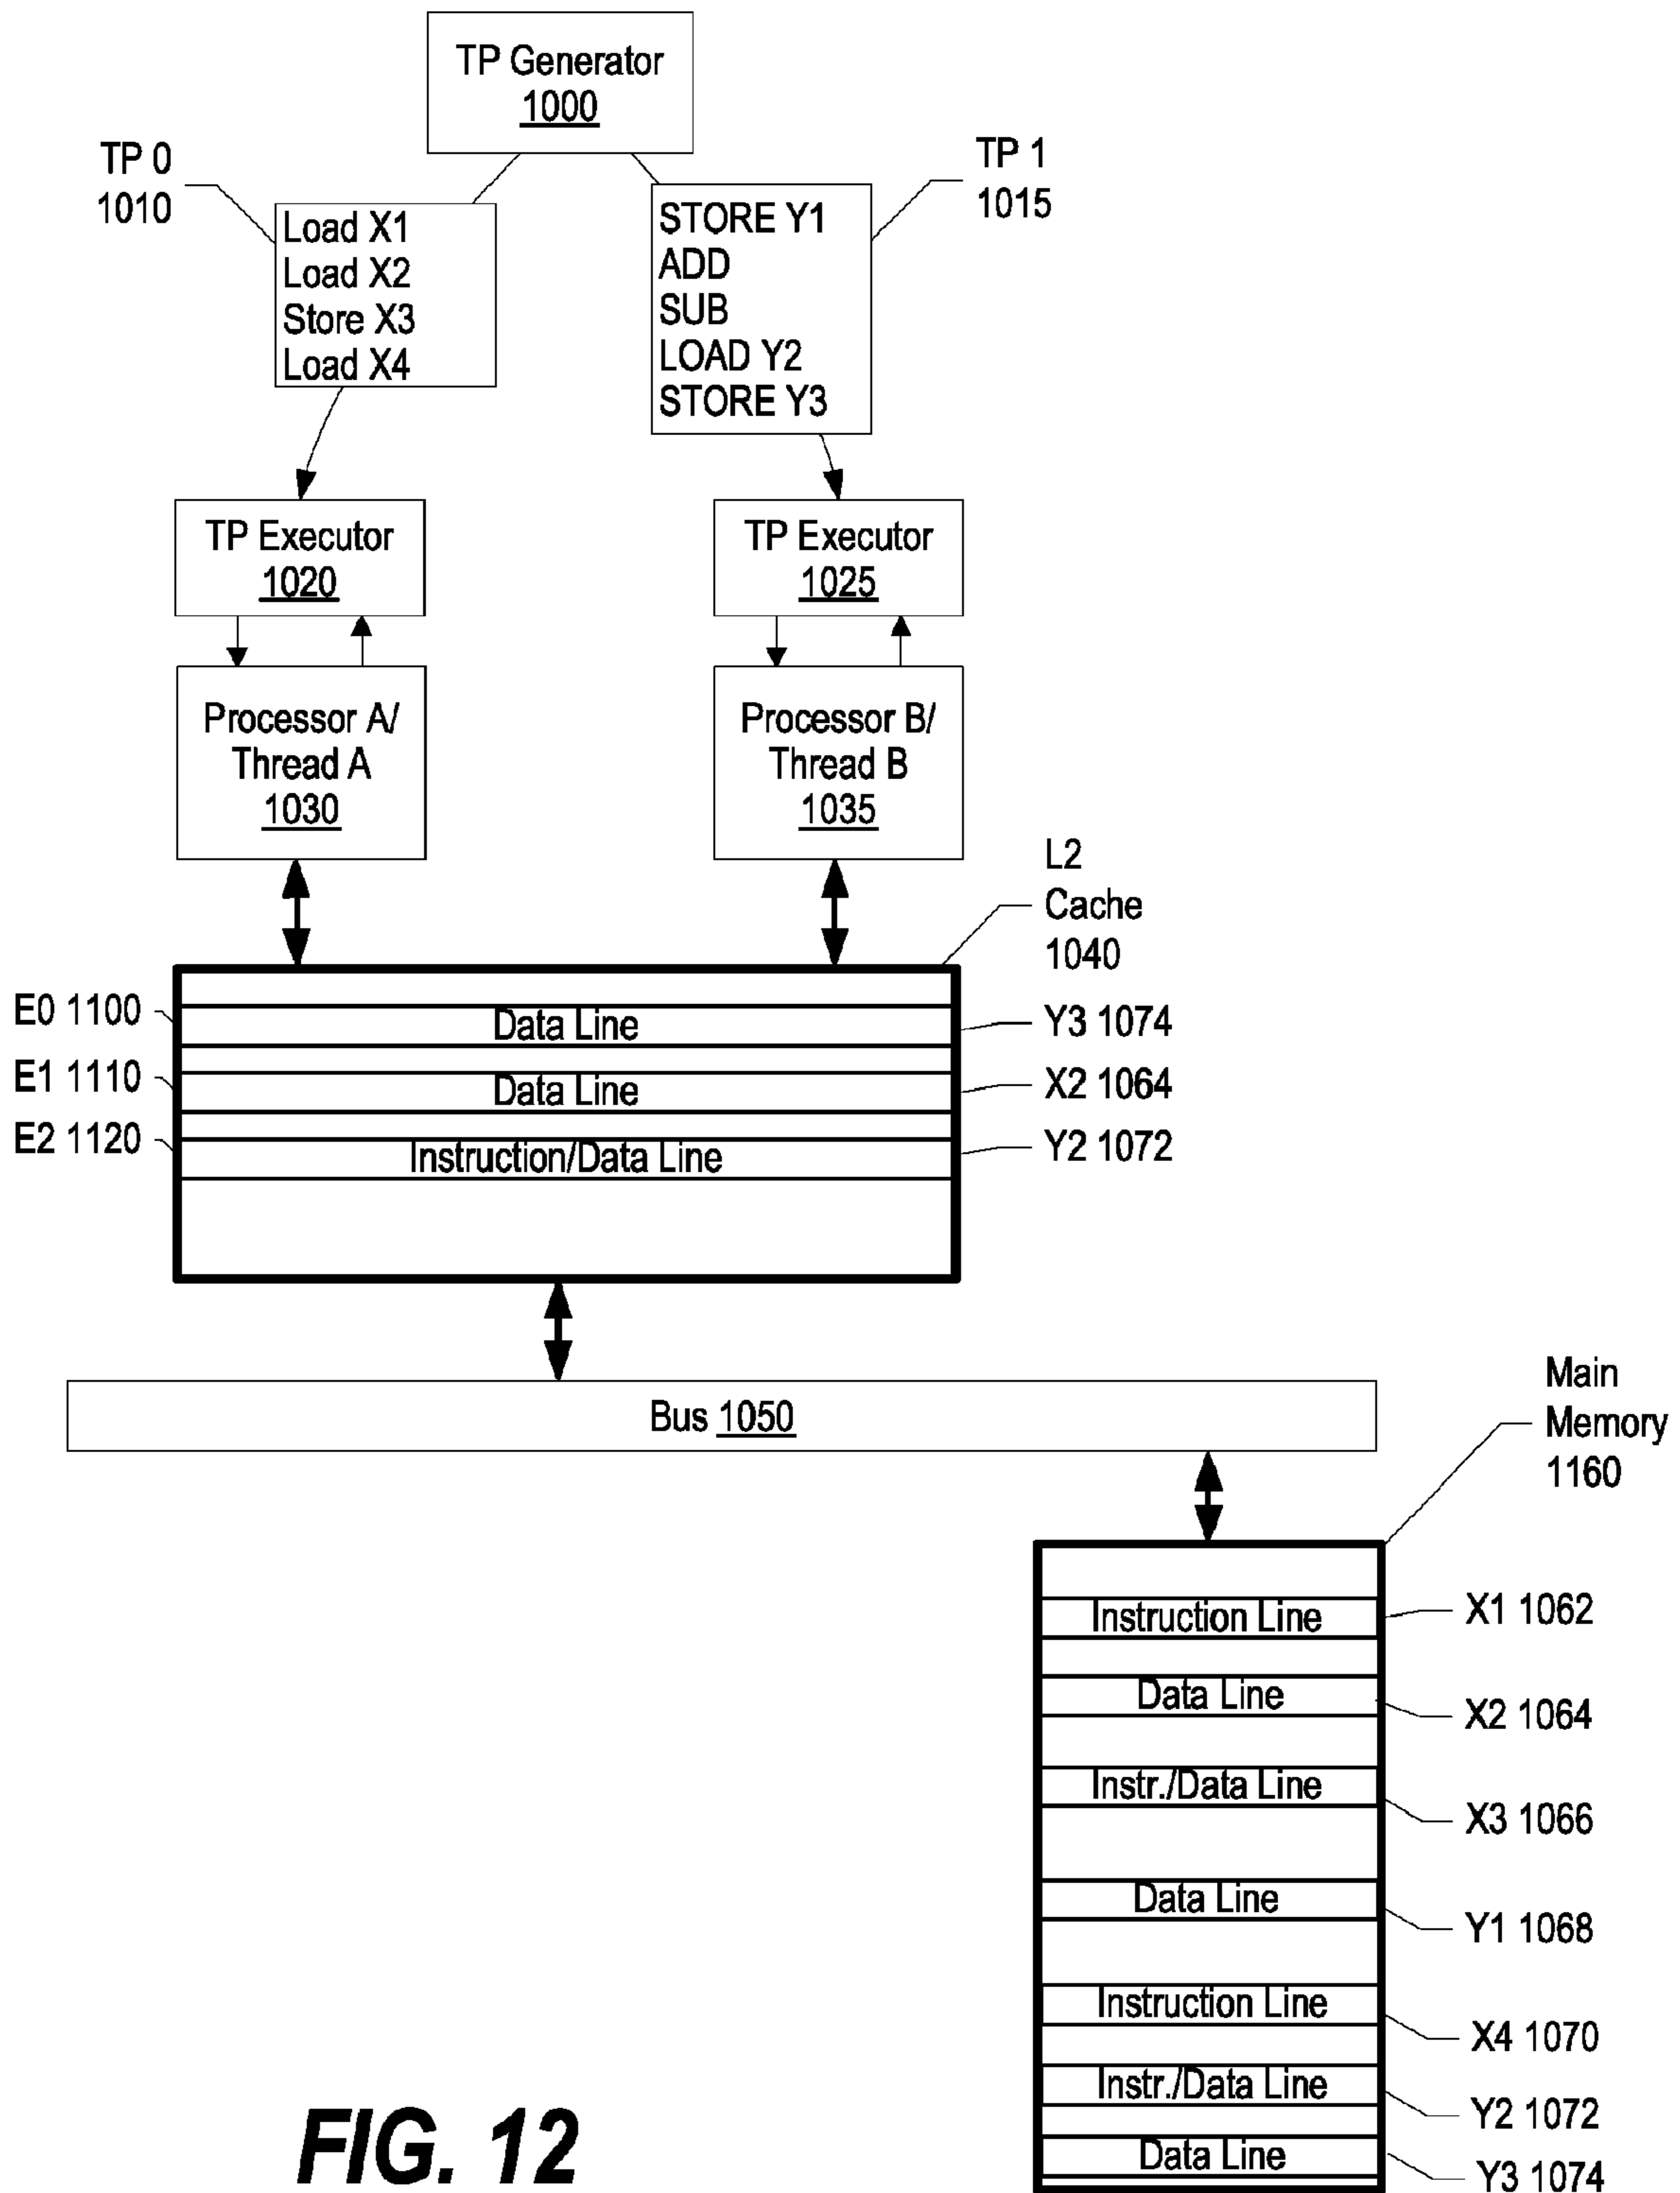 TP Generator
1000
TP 0
1010
TP 1
1015
Load X1
Load X2
Store X3
Load X4
STORE Y1
ADD
SUB
LOAD Y2
STORE Y3
TP Executor
1020
TP Executor
1025
Processor A/
Thread A
1030
Processor B/
Thread B
1035
L2
Cache
1040
E0 1100
Data Line
Y3 1074
E1 1110
Data Line
X2 1064
E2 1120
Instruction/Data Line
Y2 1072
Bus 1050
Main
Memory
1160
Instruction Line
X1 1062
Data Line
X2 1064
Instr./Data Line
X3 1066
Data Line
Y1 1068
Instruction Line
X4 1070
Instr./Data Line
Y2 1072
Data Line
Y3 1074
FIG. 12